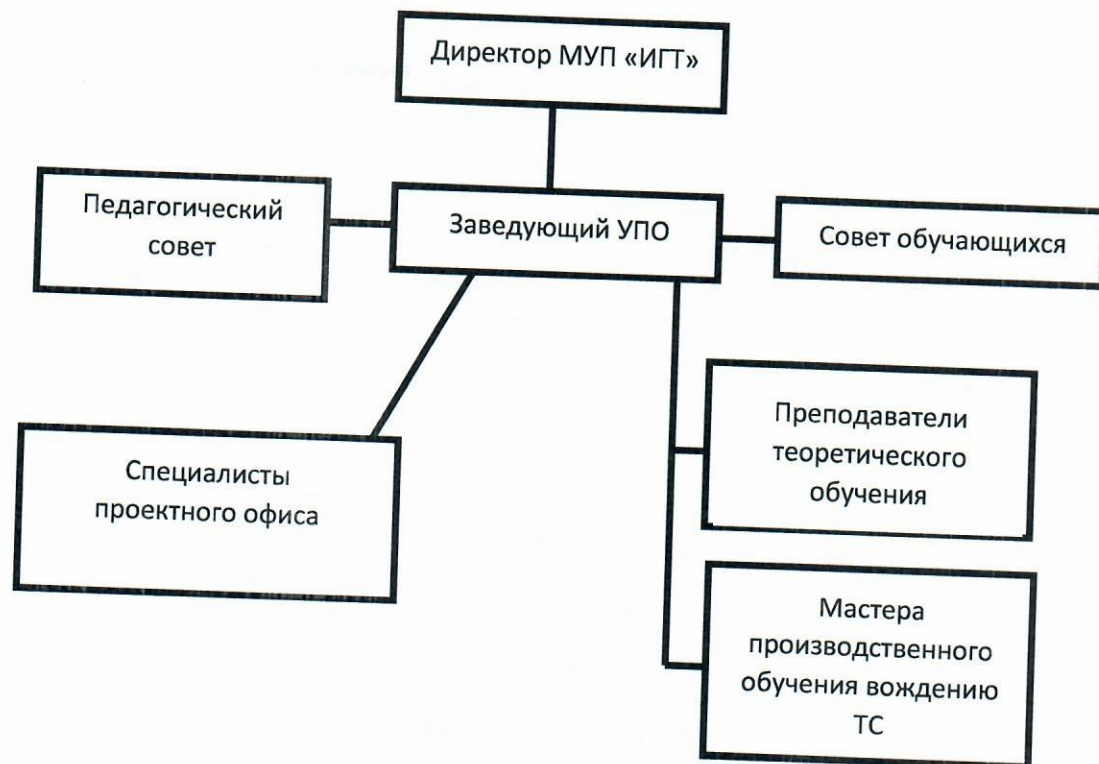 Директор МУП «ИГТ»
Педагогический
совет
Заведующий УПО
Совет обучающихся
Специалисты
проектного офиса
Преподаватели
теоретического
обучения
Мастера
производственного
обучения вождению
ТС